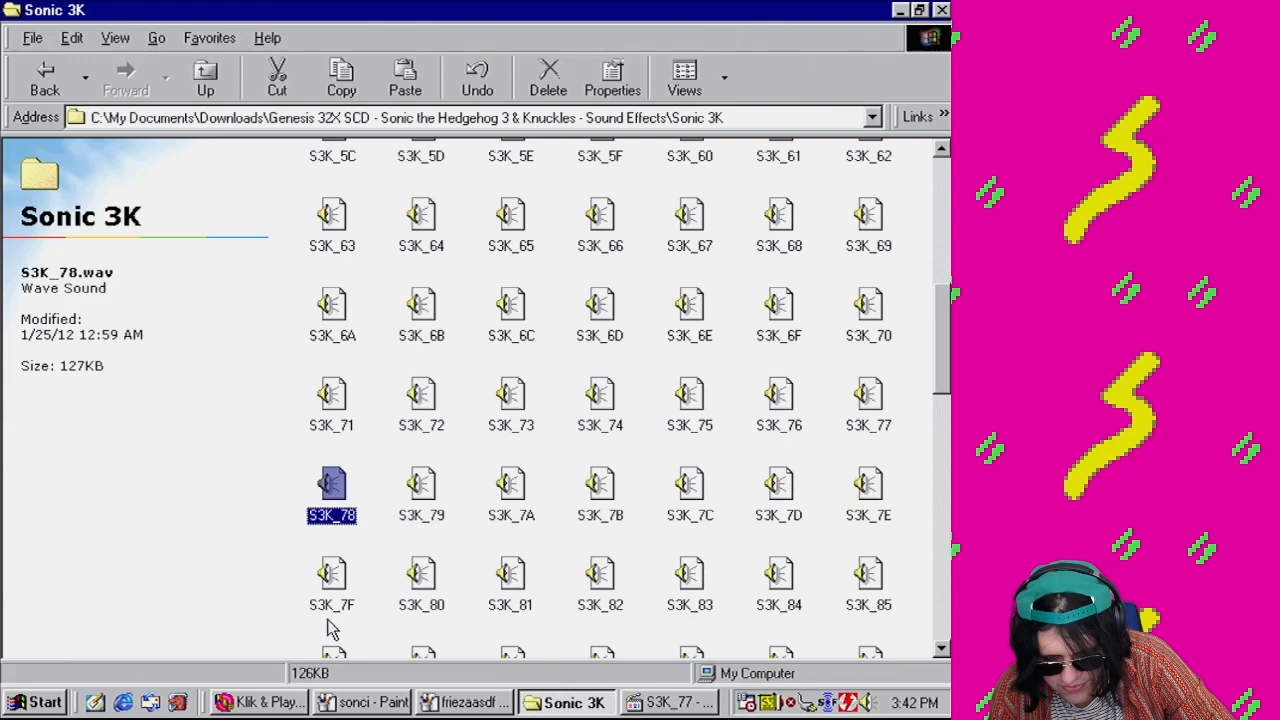 Sonic 3K
File Edit View Go Favorites Help
Back Forward Up Cut Copy Paste Undo Delete Properties Views
Address C:\My Documents\Downloads\Genesis 32X SCD - Sonic the Hedgehog 3 & Knuckles - Sound Effects\Sonic 3K Links »
Sonic 3K
S3K_78.wav
Wave Sound
Modified:
1/25/12 12:59 AM
Size: 127KB
S3K_5C S3K_5D S3K_5E S3K_5F S3K_60 S3K_61 S3K_62
S3K_63 S3K_64 S3K_65 S3K_66 S3K_67 S3K_68 S3K_69
S3K_6A S3K_6B S3K_6C S3K_6D S3K_6E S3K_6F S3K_70
S3K_71 S3K_72 S3K_73 S3K_74 S3K_75 S3K_76 S3K_77
S3K_78 S3K_79 S3K_7A S3K_7B S3K_7C S3K_7D S3K_7E
S3K_7F S3K_80 S3K_81 S3K_82 S3K_83 S3K_84 S3K_85
126KB My Computer
Start Klik & Play... sonci - Paint friezaasdf ... Sonic 3K S3K_77 - ... 3:42 PM